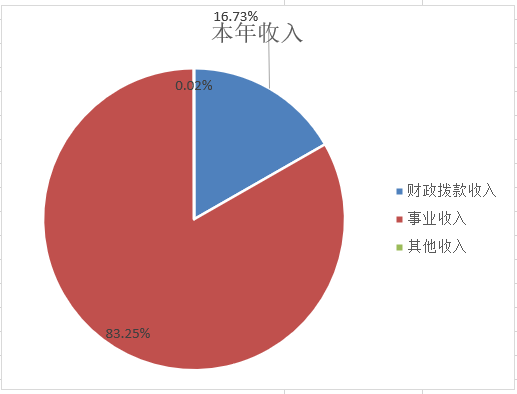 16.73%
本年收入
0.02%
财政拨款收入
事业收入
其他收入
83.25%